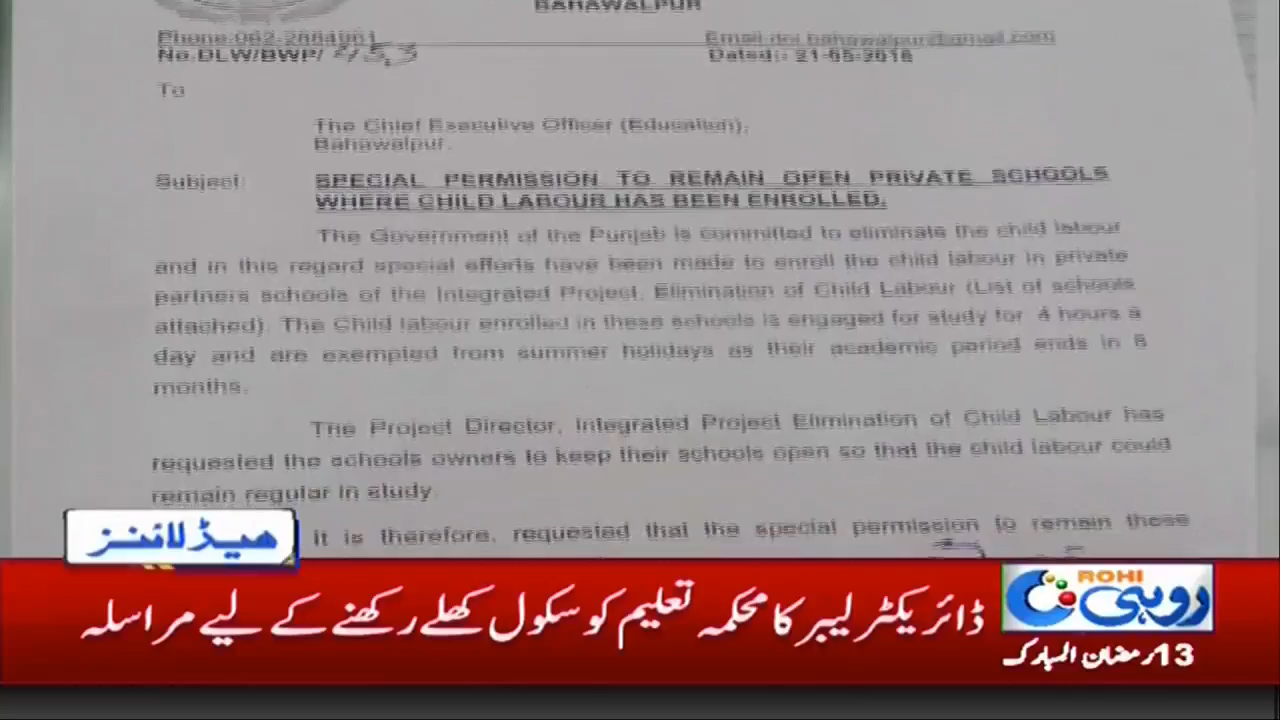 BAHAWALPUR
Phone:062-2884961 Email:dol.bahawalpur@gmail.com
No.DLW/BWP/ 453 Dated:- 21-05-2018
To
The Chief Executive Officer (Education),
Bahawalpur.
Subject: SPECIAL PERMISSION TO REMAIN OPEN PRIVATE SCHOOLS
WHERE CHILD LABOUR HAS BEEN ENROLLED.
The Government of the Punjab is committed to eliminate the child labour
and in this regard special efforts have been made to enroll the child labour in private
partners schools of the Integrated Project, Elimination of Child Labour (List of schools
attached). The Child labour enrolled in these schools is engaged for study for 4 hours a
day and are exempted from summer holidays as their academic period ends in 6
months.
The Project Director, Integrated Project Elimination of Child Labour has
requested the schools owners to keep their schools open so that the child labour could
remain regular in study.
It is therefore, requested that the special permission to remain these
ہیڈلائنز
ڈائریکٹر لیبر کا محکمہ تعلیم کو سکول کھلے رکھنے کے لیے مراسلہ
ROHI
روہی
13 رمضان المبارک